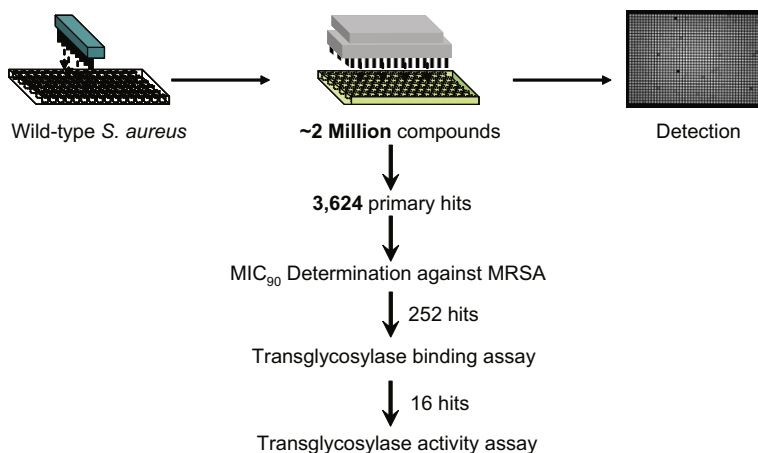 Wild-type S. aureus
~2 Million compounds
Detection
3,624 primary hits
MIC90 Determination against MRSA
252 hits
Transglycosylase binding assay
16 hits
Transglycosylase activity assay